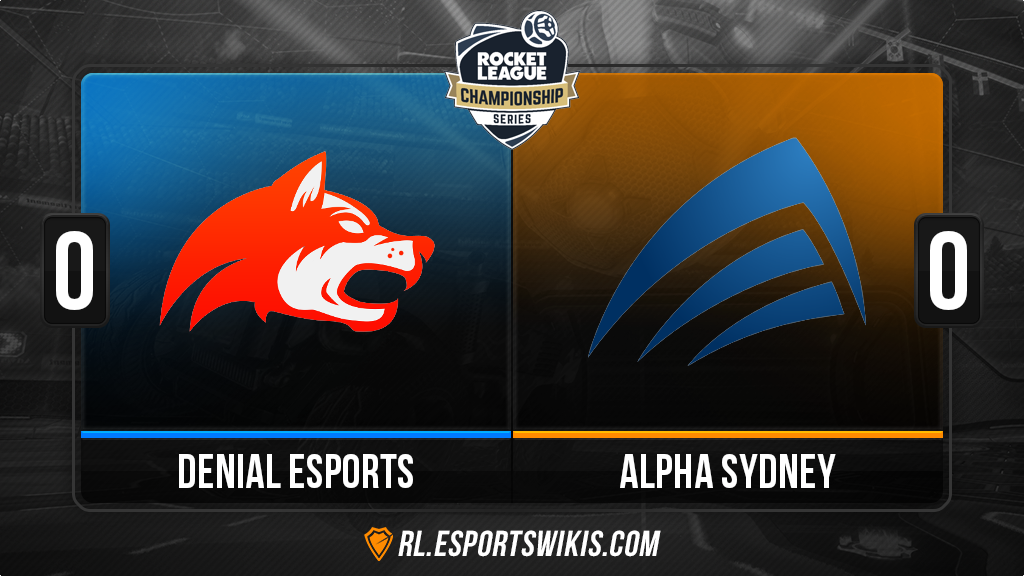 ROCKET
LEAGUE
CHAMPIONSHIP
SERIES
0
0
DENIAL ESPORTS
ALPHA SYDNEY
RL.ESPORTSWIKIS.COM